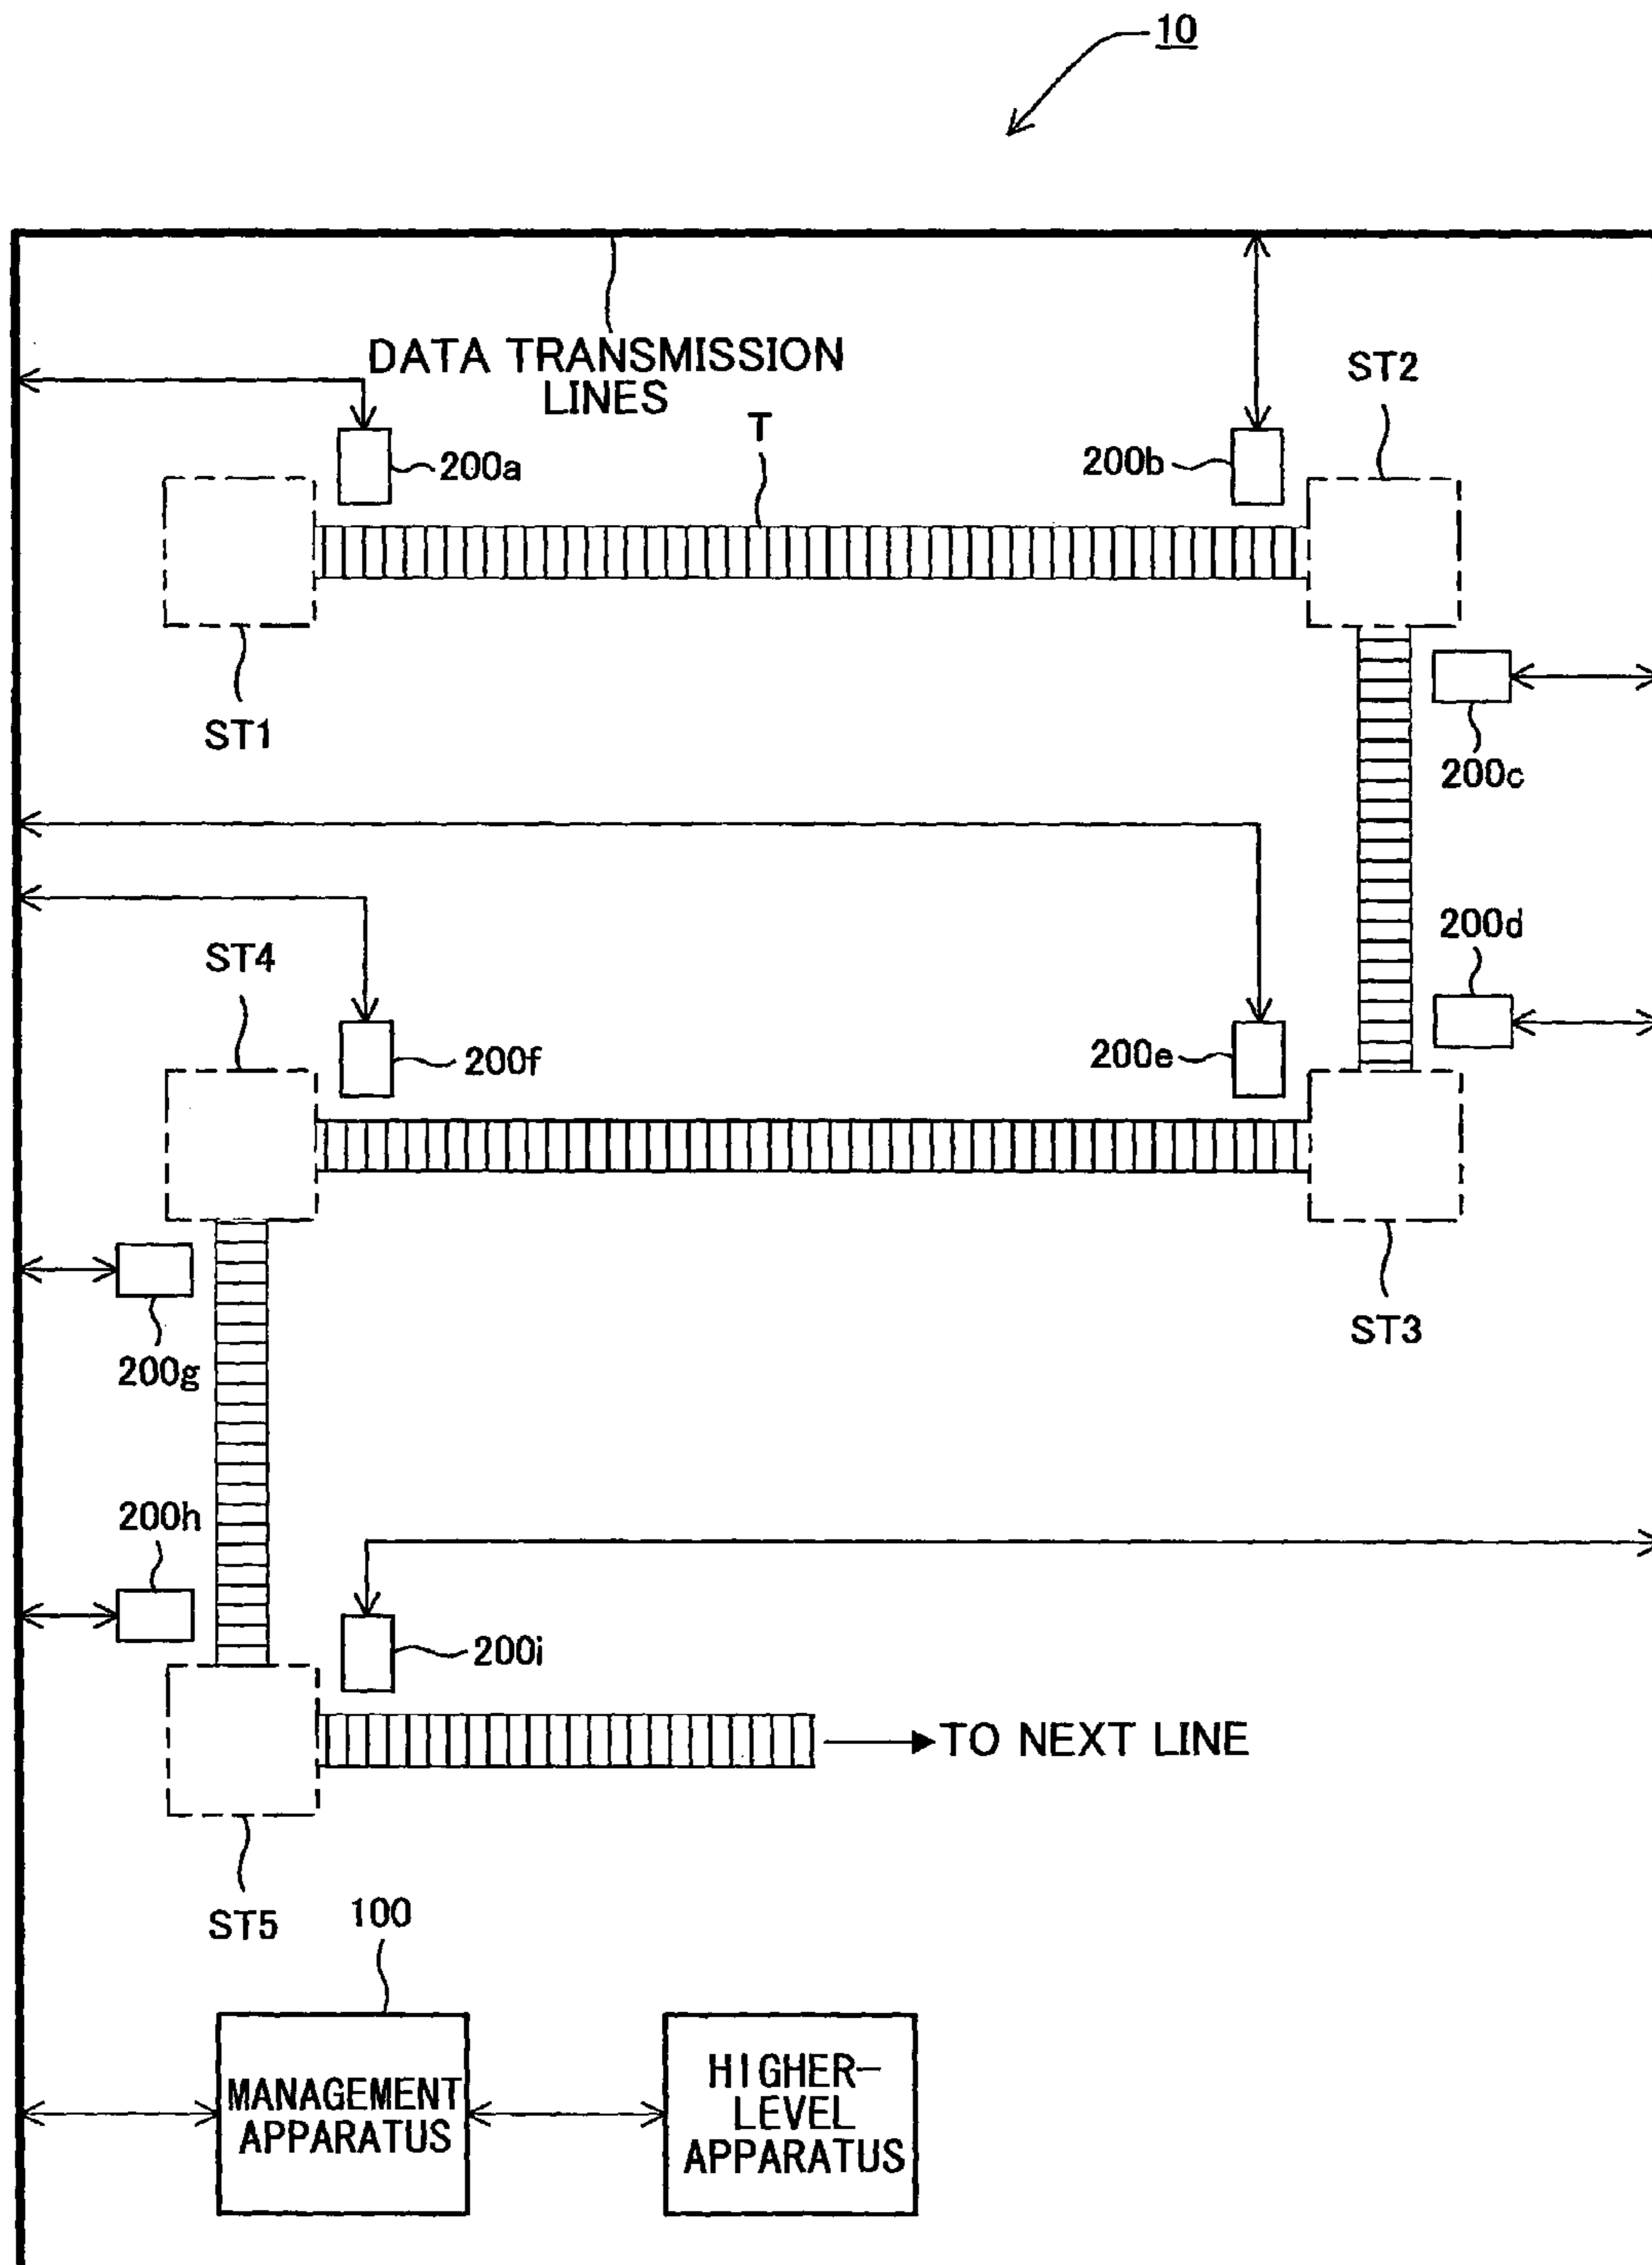 10
DATA TRANSMISSION
LINES
ST2
T
200a
200b
ST1
200c
200d
ST4
200f
200e
ST3
200g
200h
200i
TO NEXT LINE
ST5
100
MANAGEMENT
APPARATUS
HIGHER-
LEVEL
APPARATUS